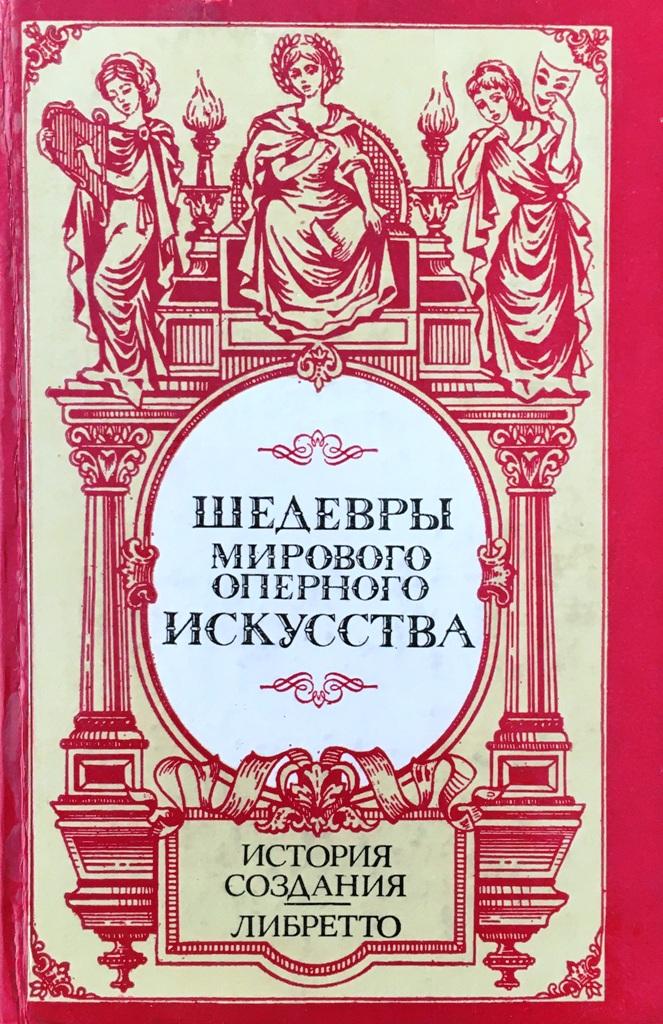 ШЕДЕВРЫ
МИРОВОГО
ОПЕРНОГО
ИСКУССТВА
ИСТОРИЯ
СОЗДАНИЯ
ЛИБРЕТТО